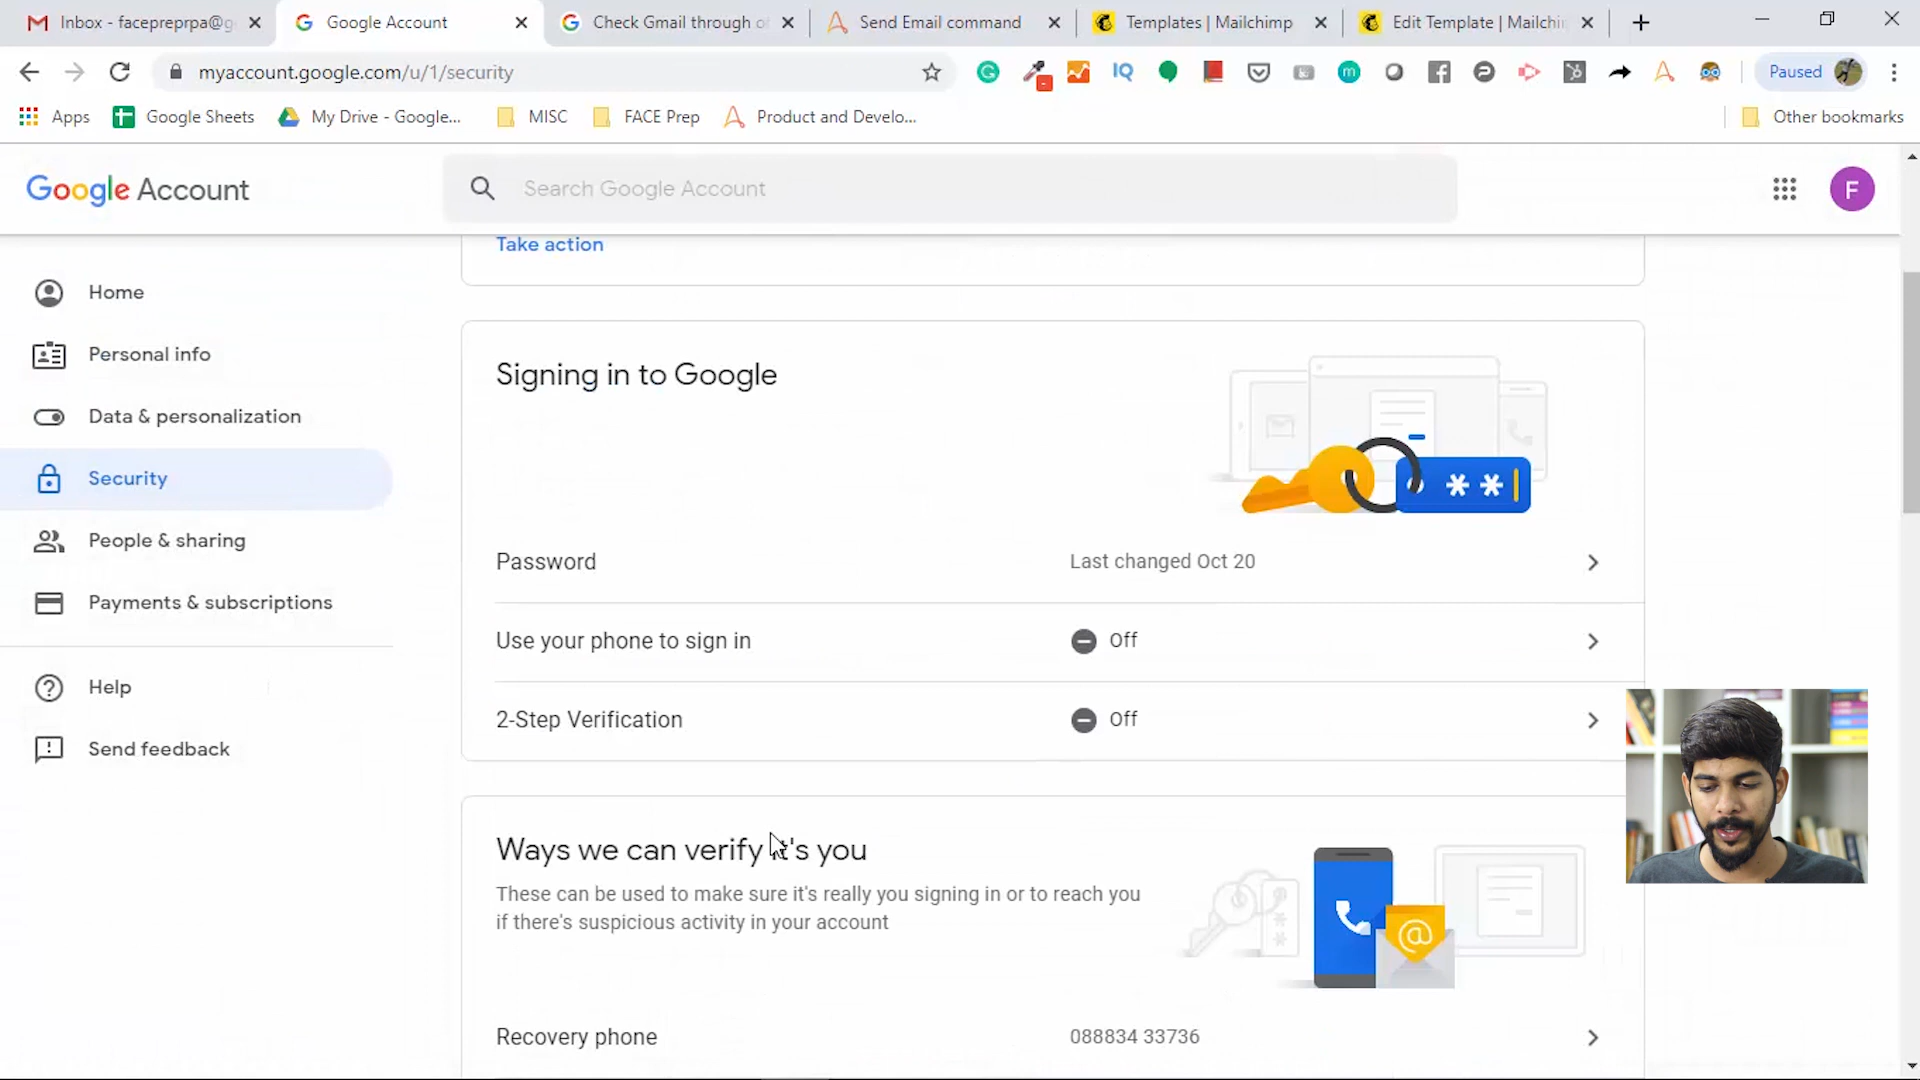 Inbox - facepreprpa@g
Google Account
Check Gmail through o
Send Email command
Templates | Mailchimp
Edit Template | Mailchi
myaccount.google.com/u/1/security
Paused
Apps
Google Sheets
My Drive - Google...
MISC
FACE Prep
Product and Develo...
Other bookmarks
Google Account
Search Google Account
F
Take action
Home
Personal info
Data & personalization
Security
People & sharing
Payments & subscriptions
Help
Send feedback
Signing in to Google
Password
Last changed Oct 20
Use your phone to sign in
Off
2-Step Verification
Off
Ways we can verify it's you
These can be used to make sure it's really you signing in or to reach you
if there's suspicious activity in your account
Recovery phone
088834 33736